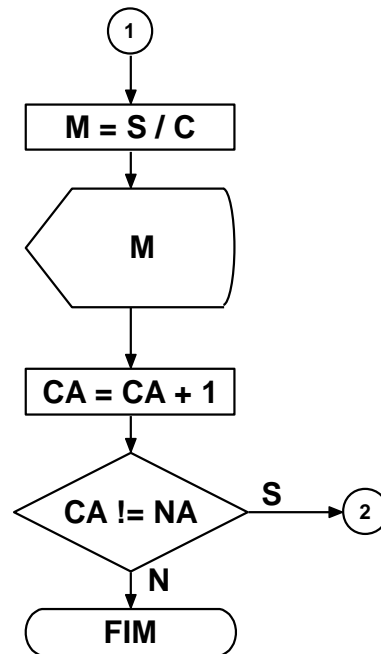 1
M = S / C
M
CA = CA + 1
CA != NA
S
2
N
FIM